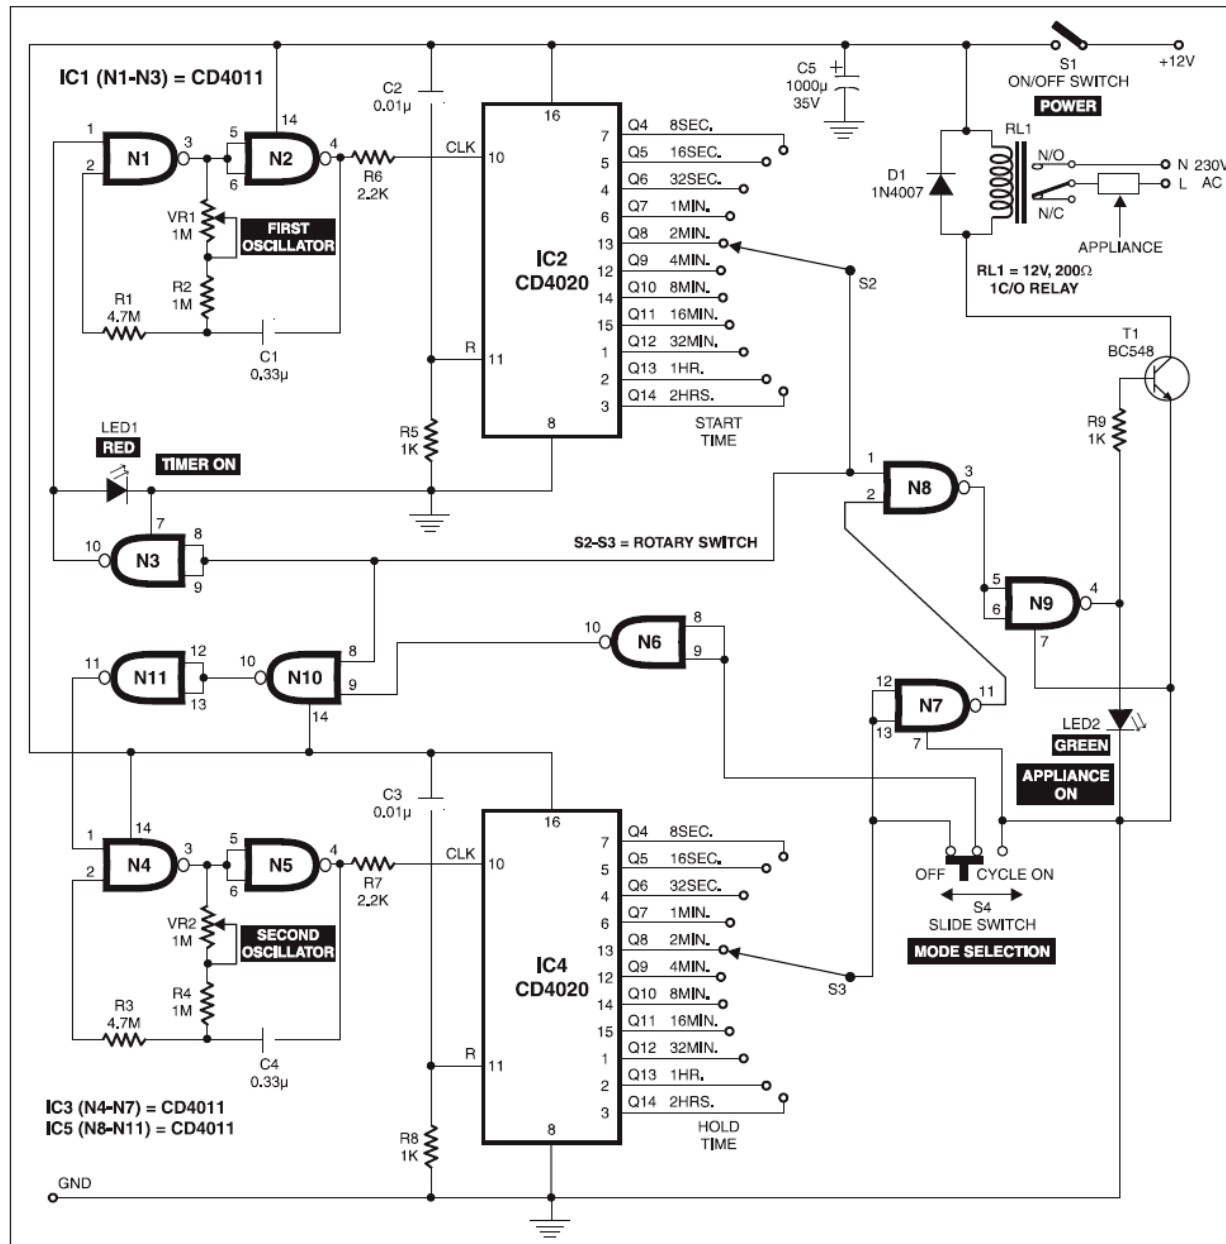 IC1 (N1-N3) = CD4011
C2
0.01µ
C5
1000µ
35V
+
S1
ON/OFF SWITCH
POWER
+12V
1
2
N1
3
5
6
14
N2
4
R6
2.2K
CLK
10
16
VR1
1M
FIRST
OSCILLATOR
R2
1M
R1
4.7M
C1
0.33µ
IC2
CD4020
R
11
8
R5
1K
7 Q4 8SEC.
5 Q5 16SEC.
4 Q6 32SEC.
6 Q7 1MIN.
13 Q8 2MIN.
12 Q9 4MIN.
14 Q10 8MIN.
15 Q11 16MIN.
1 Q12 32MIN.
2 Q13 1HR.
3 Q14 2HRS.
START
TIME
S2
RL1
D1
1N4007
N/O
N/C
N 230V
L AC
APPLIANCE
RL1 = 12V, 200Ω
1C/O RELAY
T1
BC548
R9
1K
LED1
RED
TIMER ON
10
N3
7
8
9
S2-S3 = ROTARY SWITCH
1
2
N8
3
5
6
N9
4
7
11
N11
12
13
10
N10
8
9
14
10
N6
8
9
12
13
N7
11
7
LED2
GREEN
APPLIANCE
ON
C3
0.01µ
1
2
14
N4
3
5
6
N5
4
R7
2.2K
CLK
10
16
VR2
1M
SECOND
OSCILLATOR
R4
1M
R3
4.7M
C4
0.33µ
IC4
CD4020
R
11
8
R8
1K
7 Q4 8SEC.
5 Q5 16SEC.
4 Q6 32SEC.
6 Q7 1MIN.
13 Q8 2MIN.
12 Q9 4MIN.
14 Q10 8MIN.
15 Q11 16MIN.
1 Q12 32MIN.
2 Q13 1HR.
3 Q14 2HRS.
HOLD
TIME
S3
OFF CYCLE ON
S4
SLIDE SWITCH
MODE SELECTION
IC3 (N4-N7) = CD4011
IC5 (N8-N11) = CD4011
GND